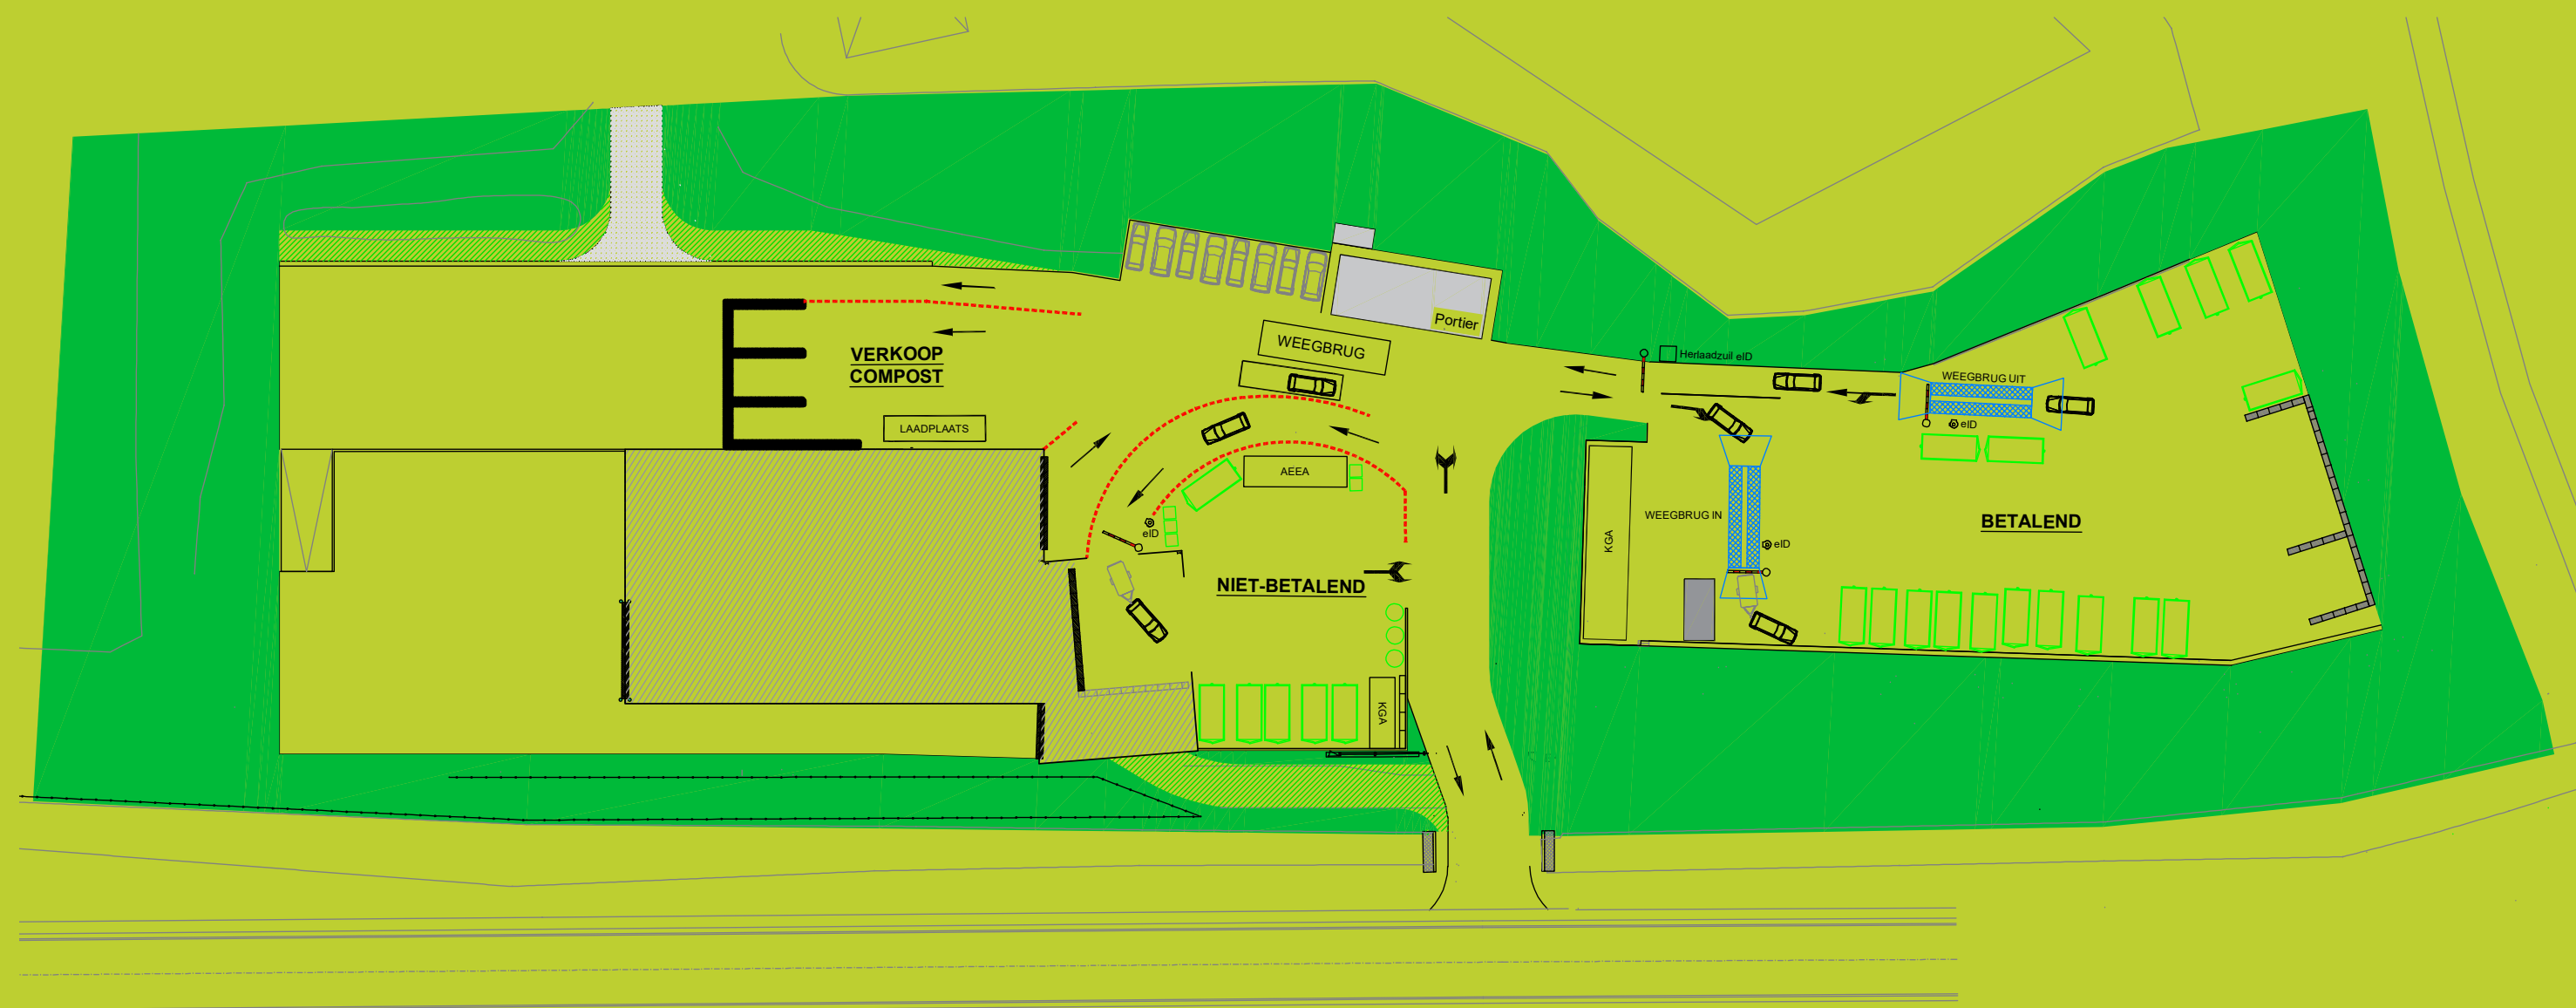 Portier
WEEGBRUG
VERKOOP
COMPOST
LAADPLAATS
Herlaadzuil eID
WEEGBRUG UIT
eID
AEEA
eID
KGA
WEEGBRUG IN
eID
BETALEND
NIET-BETALEND
KGA